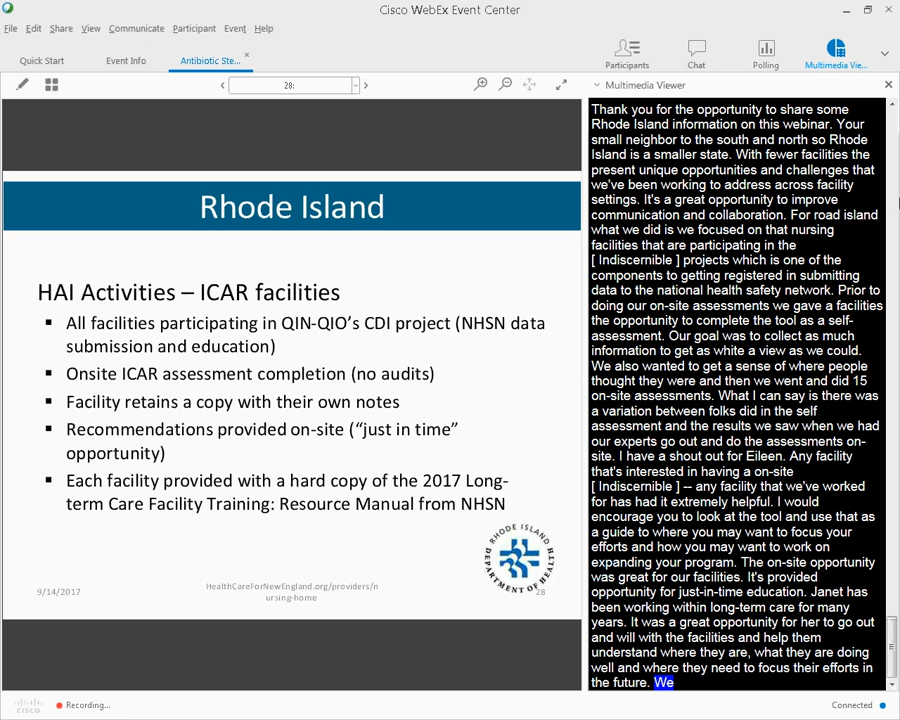 Cisco WebEx Event Center
File Edit Share View Communicate Participant Event Help
Quick Start Event Info Antibiotic Ste... ×
Participants Chat Polling Multimedia Vie...
28:
Multimedia Viewer
Rhode Island
HAI Activities – ICAR facilities
▪ All facilities participating in QIN-QIO’s CDI project (NHSN data
submission and education)
▪ Onsite ICAR assessment completion (no audits)
▪ Facility retains a copy with their own notes
▪ Recommendations provided on-site (“just in time”
opportunity)
▪ Each facility provided with a hard copy of the 2017 Long-
term Care Facility Training: Resource Manual from NHSN
RHODE ISLAND
DEPARTMENT OF HEALTH
9/14/2017
HealthCareForNewEngland.org/providers/n
ursing-home
28
Thank you for the opportunity to share some
Rhode Island information on this webinar. Your
small neighbor to the south and north so Rhode
Island is a smaller state. With fewer facilities the
present unique opportunities and challenges that
we've been working to address across facility
settings. It's a great opportunity to improve
communication and collaboration. For road island
what we did is we focused on that nursing
facilities that are participating in the
[ Indiscernible ] projects which is one of the
components to getting registered in submitting
data to the national health safety network. Prior to
doing our on-site assessments we gave a facilities
the opportunity to complete the tool as a self-
assessment. Our goal was to collect as much
information to get as white a view as we could.
We also wanted to get a sense of where people
thought they were and then we went and did 15
on-site assessments. What I can say is there was
a variation between folks did in the self
assessment and the results we saw when we had
our experts go out and do the assessments on-
site. I have a shout out for Eileen. Any facility
that's interested in having a on-site
[ Indiscernible ] -- any facility that we've worked
for has had it extremely helpful. I would
encourage you to look at the tool and use that as
a guide to where you may want to focus your
efforts and how you may want to work on
expanding your program. The on-site opportunity
was great for our facilities. It's provided
opportunity for just-in-time education. Janet has
been working within long-term care for many
years. It was a great opportunity for her to go out
and will with the facilities and help them
understand where they are, what they are doing
well and where they need to focus their efforts in
the future. We
cisco
Recording...
Connected